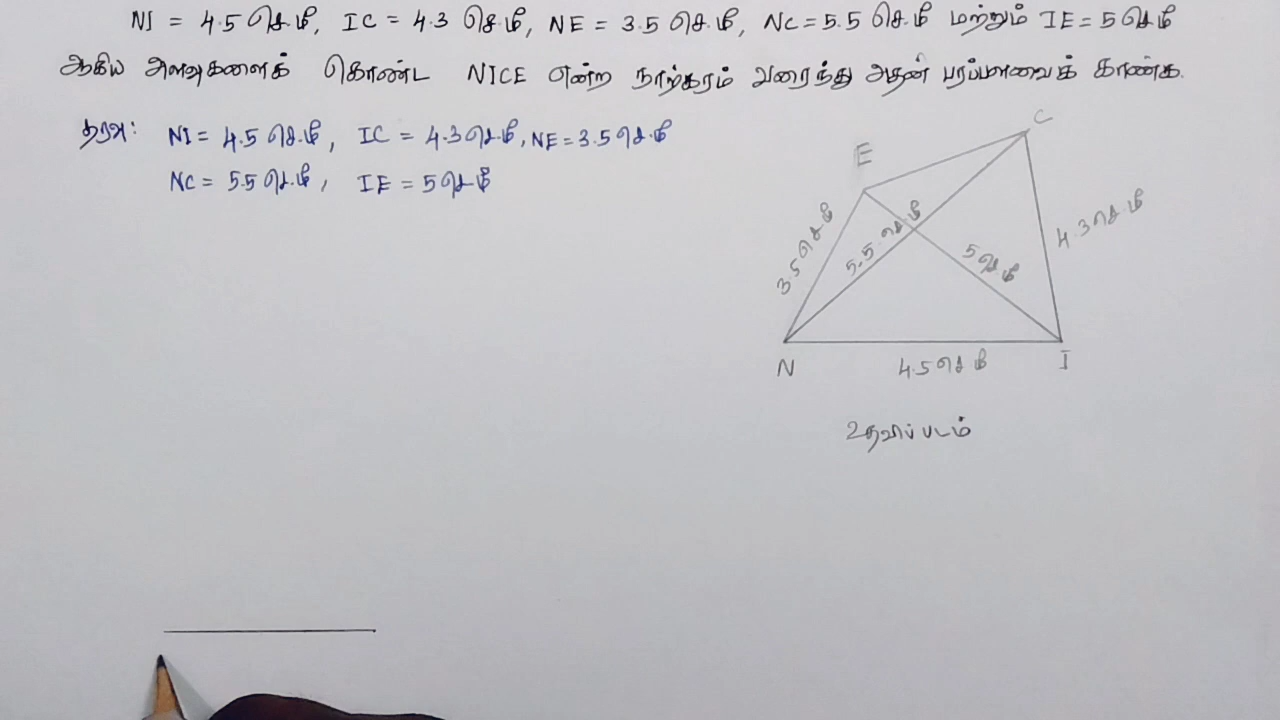 NI = 4.5 செ.மீ, IC = 4.3 செ.மீ, NE = 3.5 செ.மீ, NC = 5.5 செ.மீ மற்றும் IE = 5 செ.மீ
ஆகிய அளவுகளைக் கொண்ட NICE என்ற நாற்கரம் வரைந்து அதன் பரப்பளவைக் காண்க.
தரவு: NI = 4.5 செ.மீ, IC = 4.3 செ.மீ, NE = 3.5 செ.மீ
NC = 5.5 செ.மீ, IE = 5 செ.மீ
C
E
3.5 செ.மீ
5.5 செ.மீ
5 செ.மீ
4.3 செ.மீ
N
4.5 செ.மீ
I
உதவிப்படம்